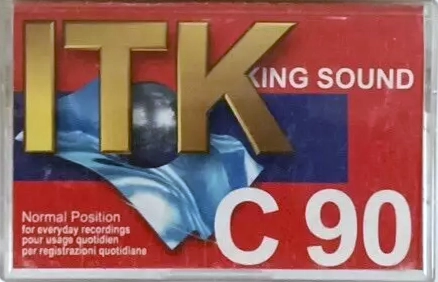 ITK
KING SOUND
Normal Position
for everyday recordings
pour usage quotidien
per registrazioni quotidiane
C 90